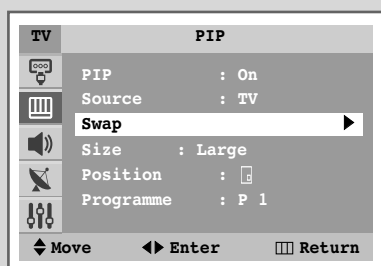 TV PIP
PIP : On
Source : TV
Swap
Size : Large
Position :
Programme : P 1
Move Enter Return